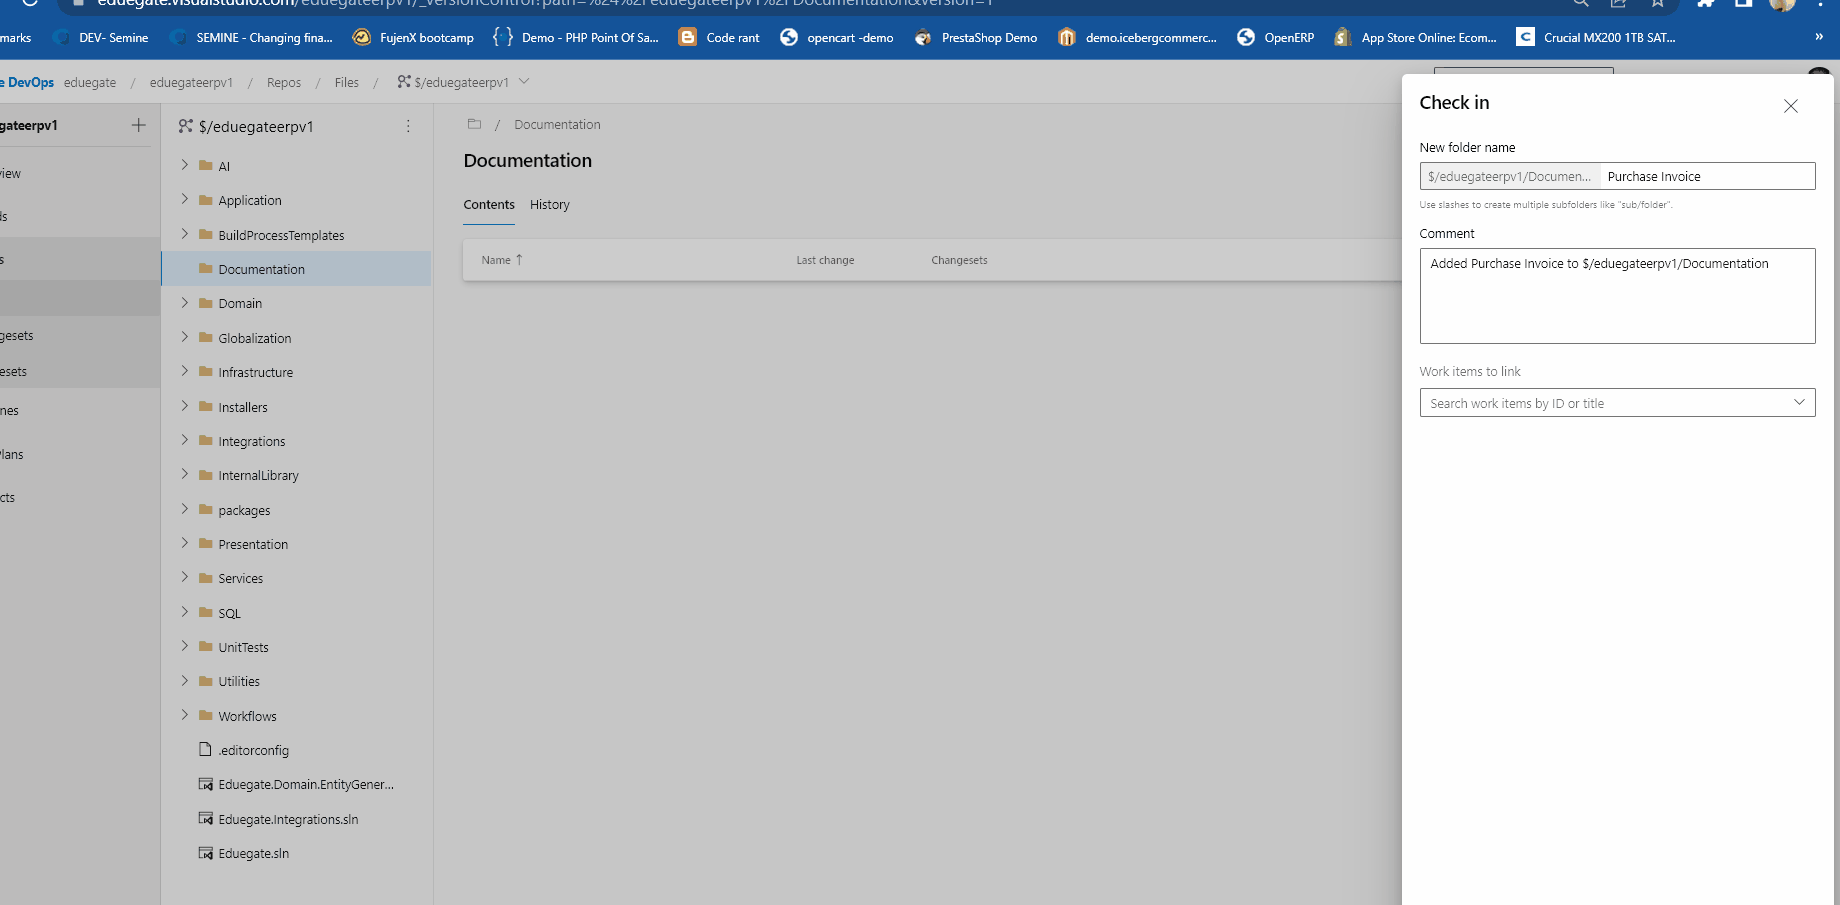 eduegate.visualstudio.com/eduegateerpv1/_versionControl?path=%24%2Feduegateerpv1%2FDocumentation&version=T
marks DEV- Semine SEMINE - Changing fina... FujenX bootcamp Demo - PHP Point Of Sa... Code rant opencart -demo PrestaShop Demo demo.icebergcommerc... OpenERP App Store Online: Ecom... Crucial MX200 1TB SAT... »
e DevOps eduegate / eduegateerpv1 / Repos / Files / $/eduegateerpv1
gateerpv1 +
iew
ds
s
gesets
esets
nes
Plans
cts
$/eduegateerpv1
AI
Application
BuildProcessTemplates
Documentation
Domain
Globalization
Infrastructure
Installers
Integrations
InternalLibrary
packages
Presentation
Services
SQL
UnitTests
Utilities
Workflows
.editorconfig
Eduegate.Domain.EntityGener...
Eduegate.Integrations.sln
Eduegate.sln
/ Documentation
Documentation
Contents History
Name ↑ Last change Changesets
Check in
New folder name
$/eduegateerpv1/Documen... Purchase Invoice
Use slashes to create multiple subfolders like "sub/folder".
Comment
Added Purchase Invoice to $/eduegateerpv1/Documentation
Work items to link
Search work items by ID or title